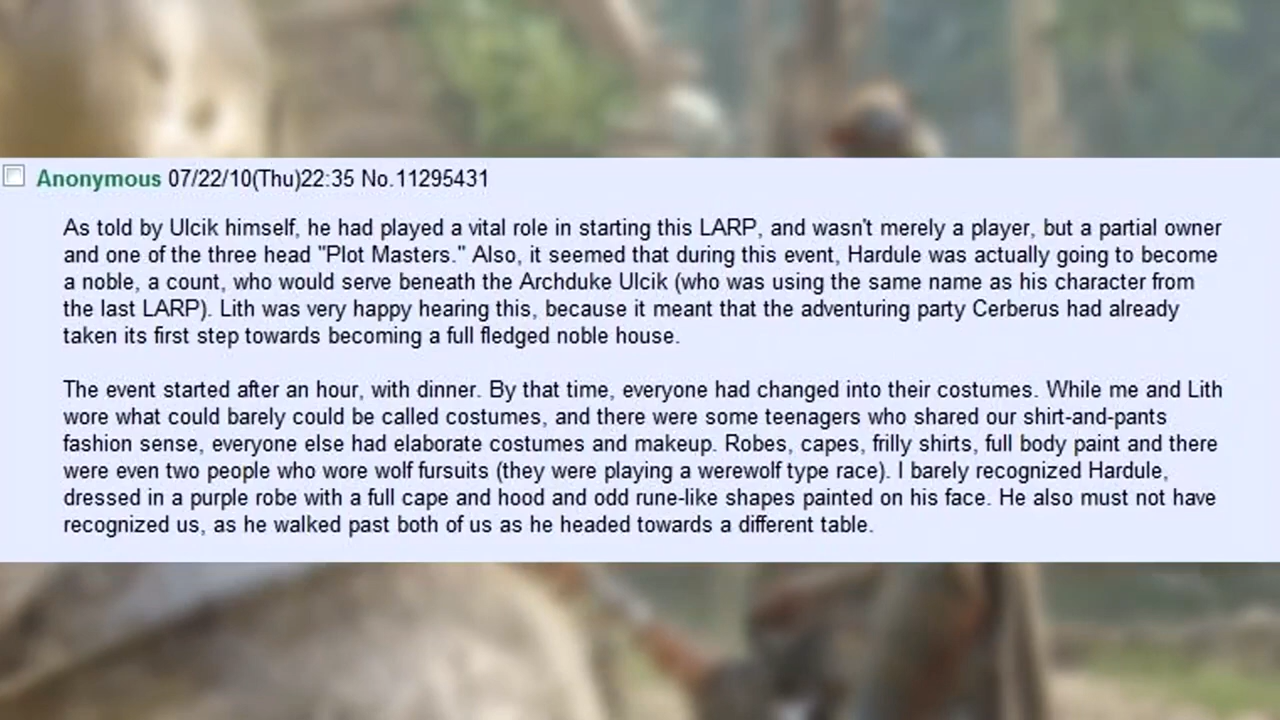 Anonymous 07/22/10(Thu)22:35 No.11295431
As told by Ulcik himself, he had played a vital role in starting this LARP, and wasn't merely a player, but a partial owner
and one of the three head "Plot Masters." Also, it seemed that during this event, Hardule was actually going to become
a noble, a count, who would serve beneath the Archduke Ulcik (who was using the same name as his character from
the last LARP). Lith was very happy hearing this, because it meant that the adventuring party Cerberus had already
taken its first step towards becoming a full fledged noble house.
The event started after an hour, with dinner. By that time, everyone had changed into their costumes. While me and Lith
wore what could barely could be called costumes, and there were some teenagers who shared our shirt-and-pants
fashion sense, everyone else had elaborate costumes and makeup. Robes, capes, frilly shirts, full body paint and there
were even two people who wore wolf fursuits (they were playing a werewolf type race). I barely recognized Hardule,
dressed in a purple robe with a full cape and hood and odd rune-like shapes painted on his face. He also must not have
recognized us, as he walked past both of us as he headed towards a different table.